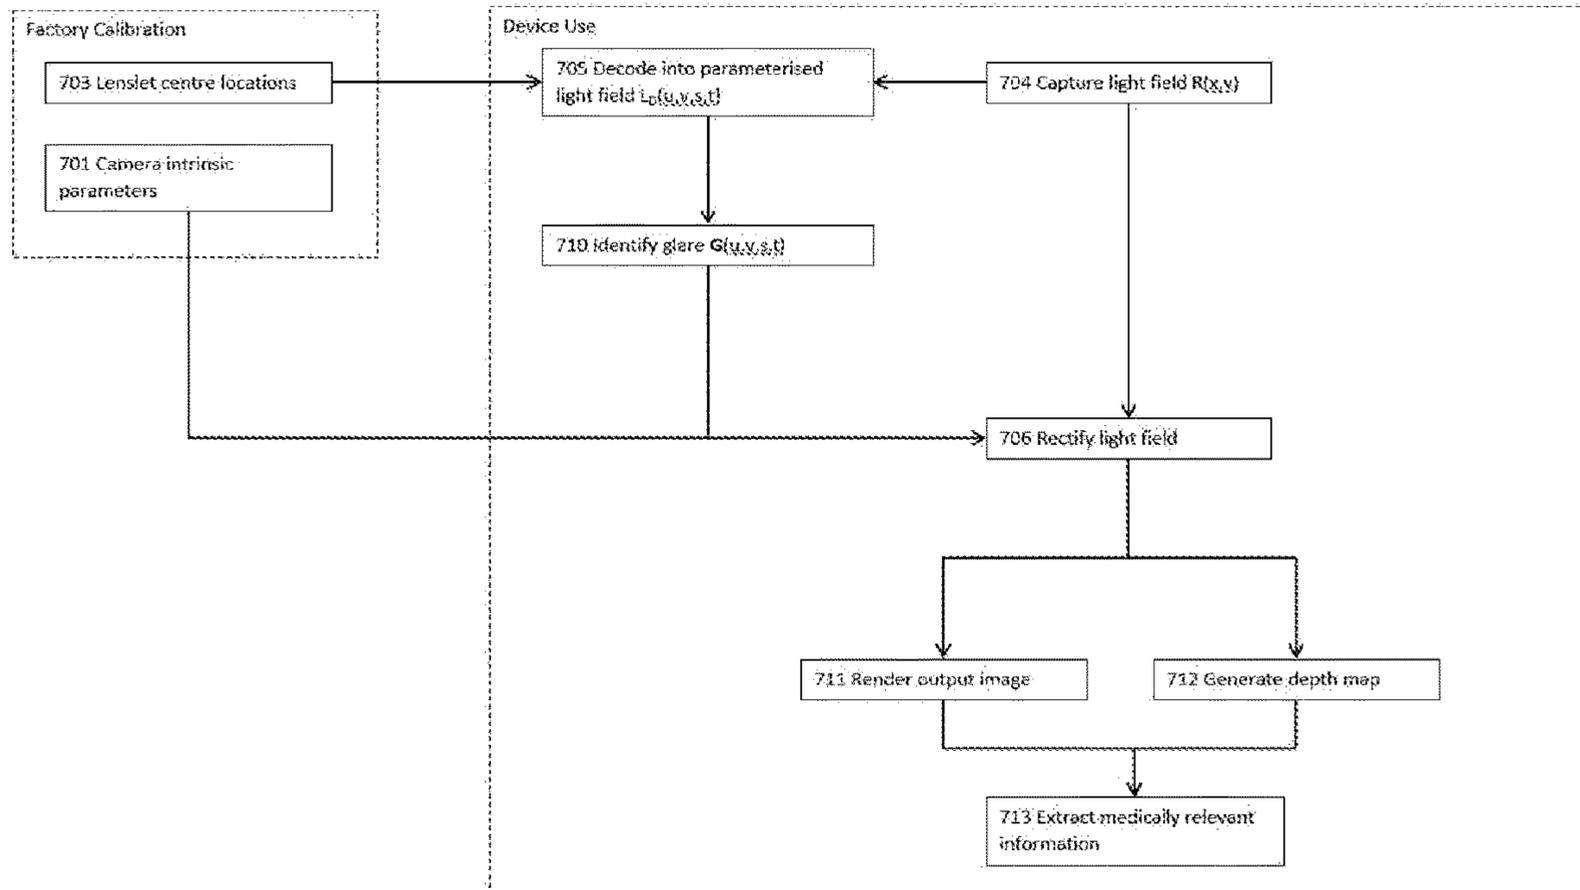 Factory Calibration
703 Lenslet centre locations
701 Camera intrinsic
parameters
Device Use
705 Decode into parameterised
light field L_D(u,v,s,t)
704 Capture light field R(x,y)
710 Identify glare G(u,v,s,t)
706 Rectify light field
711 Render output image
712 Generate depth map
713 Extract medically relevant
information